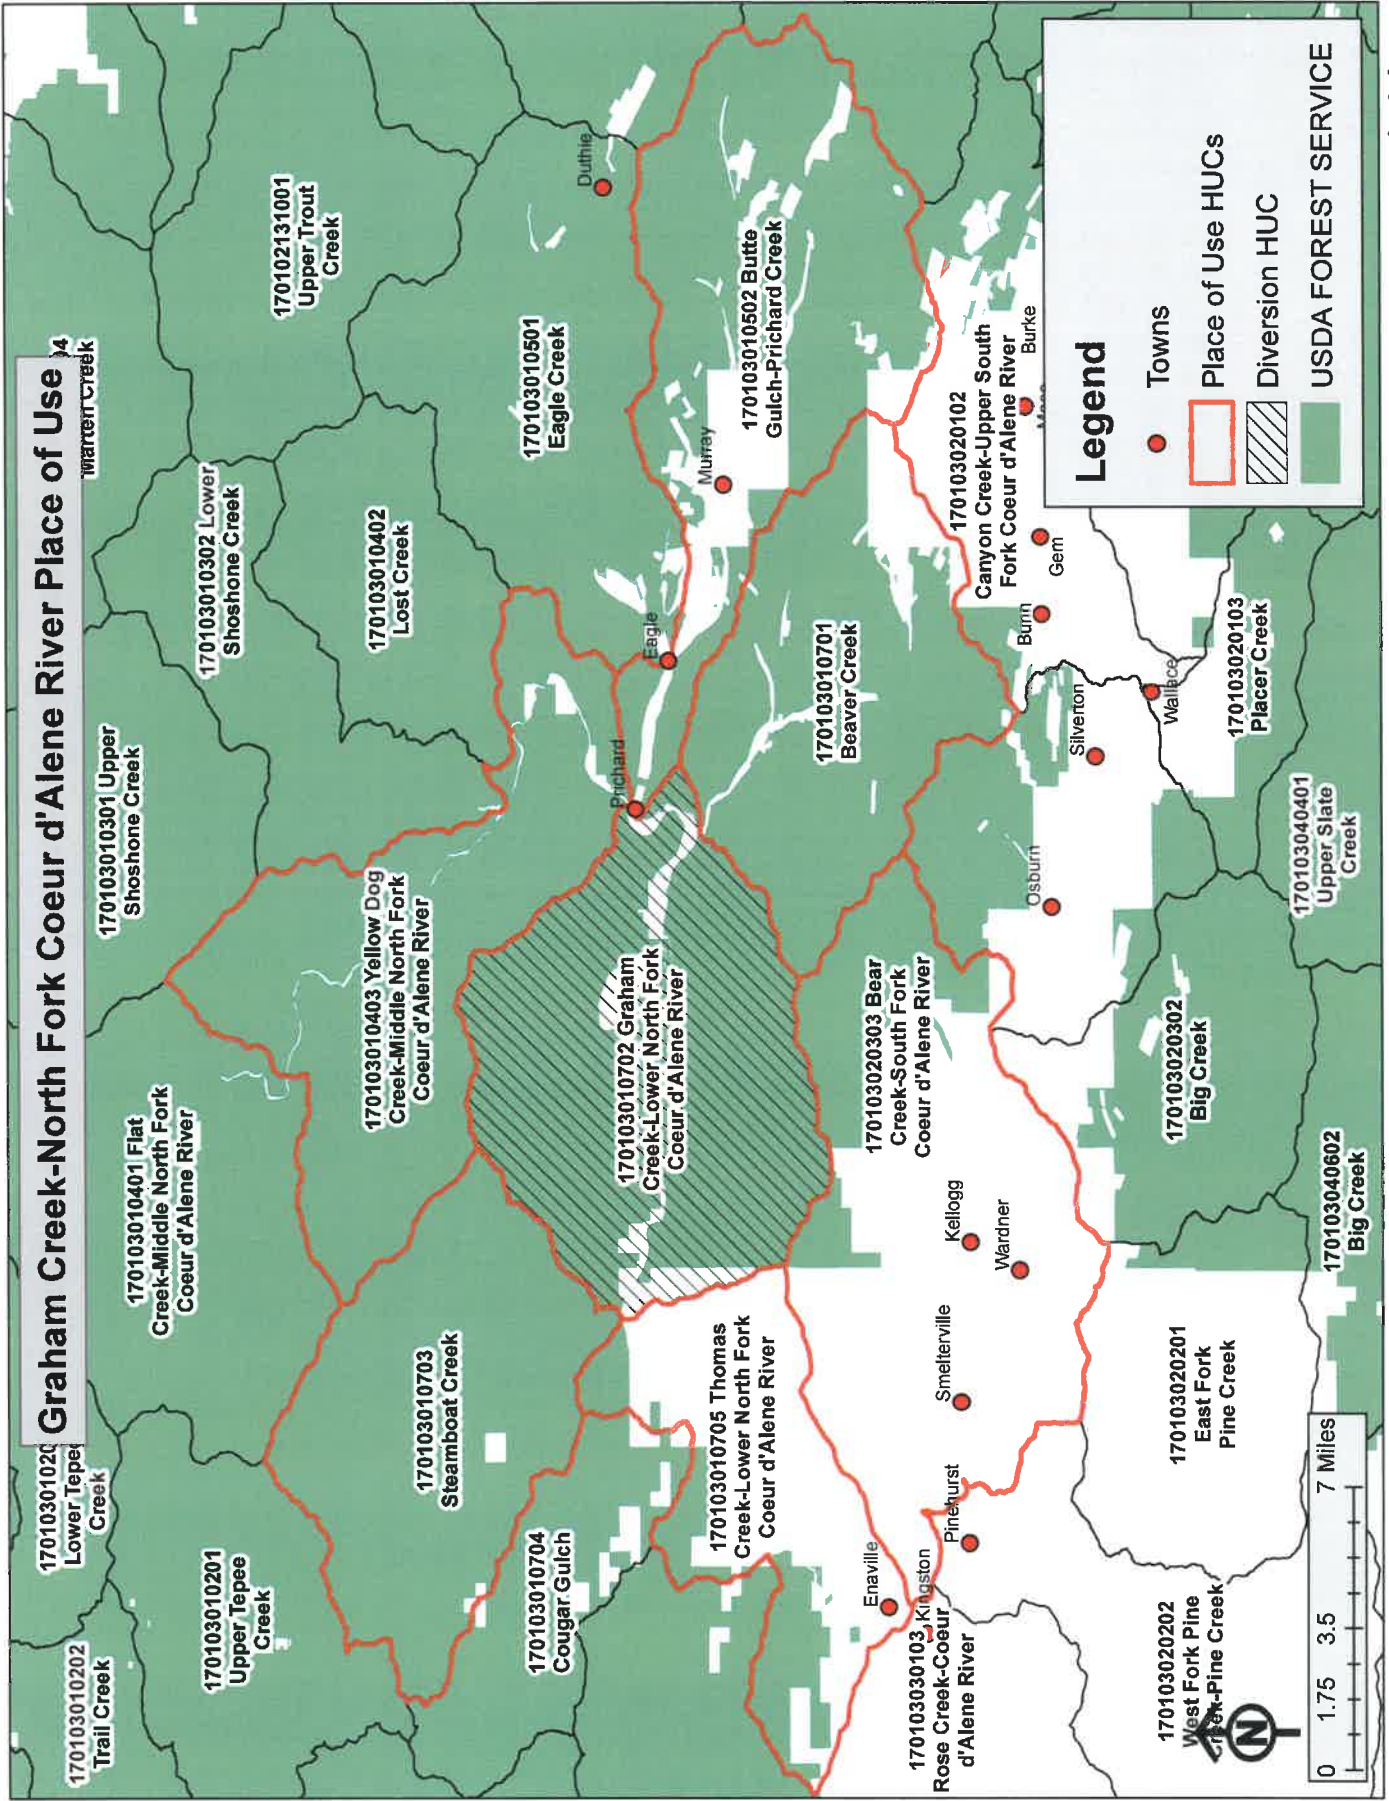 Graham Creek-North Fork Coeur d'Alene River Place of Use
170103010202
Trail Creek
Lower Tepee
Creek
170103010201
Upper Tepee
Creek
170103010401 Flat
Creek-Middle North Fork
Coeur d'Alene River
170103010301 Upper
Shoshone Creek
170103010302 Lower
Shoshone Creek
Marten Creek
170102131001
Upper Trout
Creek
170103010402
Lost Creek
170103010403 Yellow Dog
Creek-Middle North Fork
Coeur d'Alene River
170103010703
Steamboat Creek
170103010704
Cougar Gulch
170103010501
Eagle Creek
Duthie
Prichard
Eagle
Murray
170103010502 Butte
Gulch-Prichard Creek
170103010702 Graham
Creek-Lower North Fork
Coeur d'Alene River
170103010705 Thomas
Creek-Lower North Fork
Coeur d'Alene River
170103010701
Beaver Creek
170103020303 Bear
Creek-South Fork
Coeur d'Alene River
170103020102
Canyon Creek-Upper South
Fork Coeur d'Alene River
Enaville
Kingston
Pinehurst
Smelterville
Kellogg
Wardner
Osburn
Silverton
Wallace
Bunn
Gem
Burke
170103030103
Rose Creek-Coeur
d'Alene River
170103020202
West Fork Pine
Creek-Pine Creek
170103020201
East Fork
Pine Creek
170103020302
Big Creek
170103020103
Placer Creek
170103040401
Upper Slate
Creek
170103040602
Big Creek
N
0 1.75 3.5 7 Miles
Legend
Towns
Place of Use HUCs
Diversion HUC
USDA FOREST SERVICE